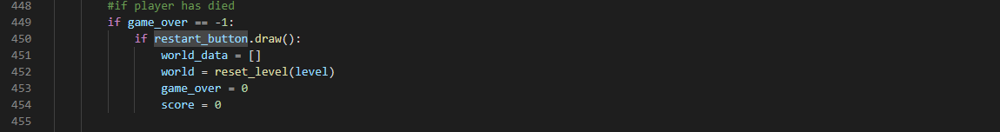 448 #if player has died
449 if game_over == -1:
450 if restart_button.draw():
451 world_data = []
452 world = reset_level(level)
453 game_over = 0
454 score = 0
455